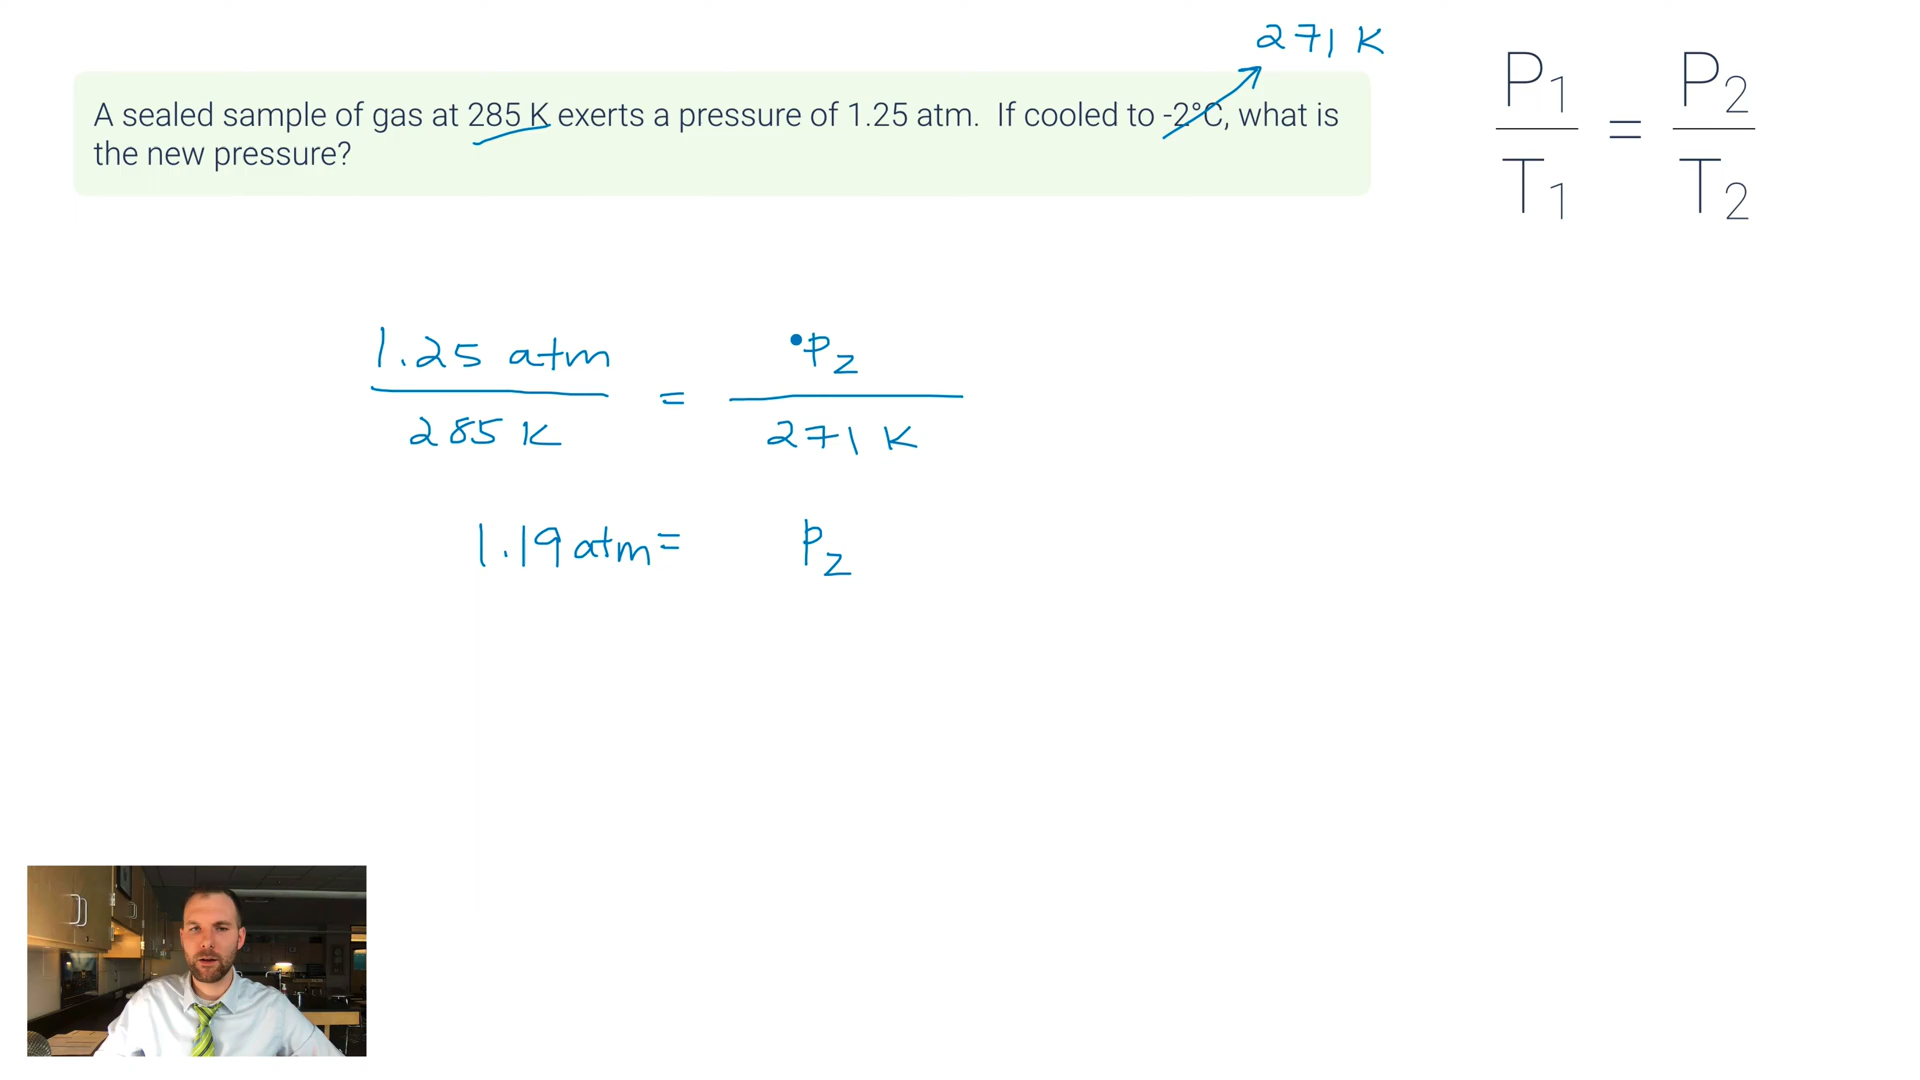 271 K
A sealed sample of gas at 285 K exerts a pressure of 1.25 atm. If cooled to -2°C, what is
the new pressure?
P1 = P2
T1 T2
1.25 atm = P2
285 K 271 K
1.19 atm = P2